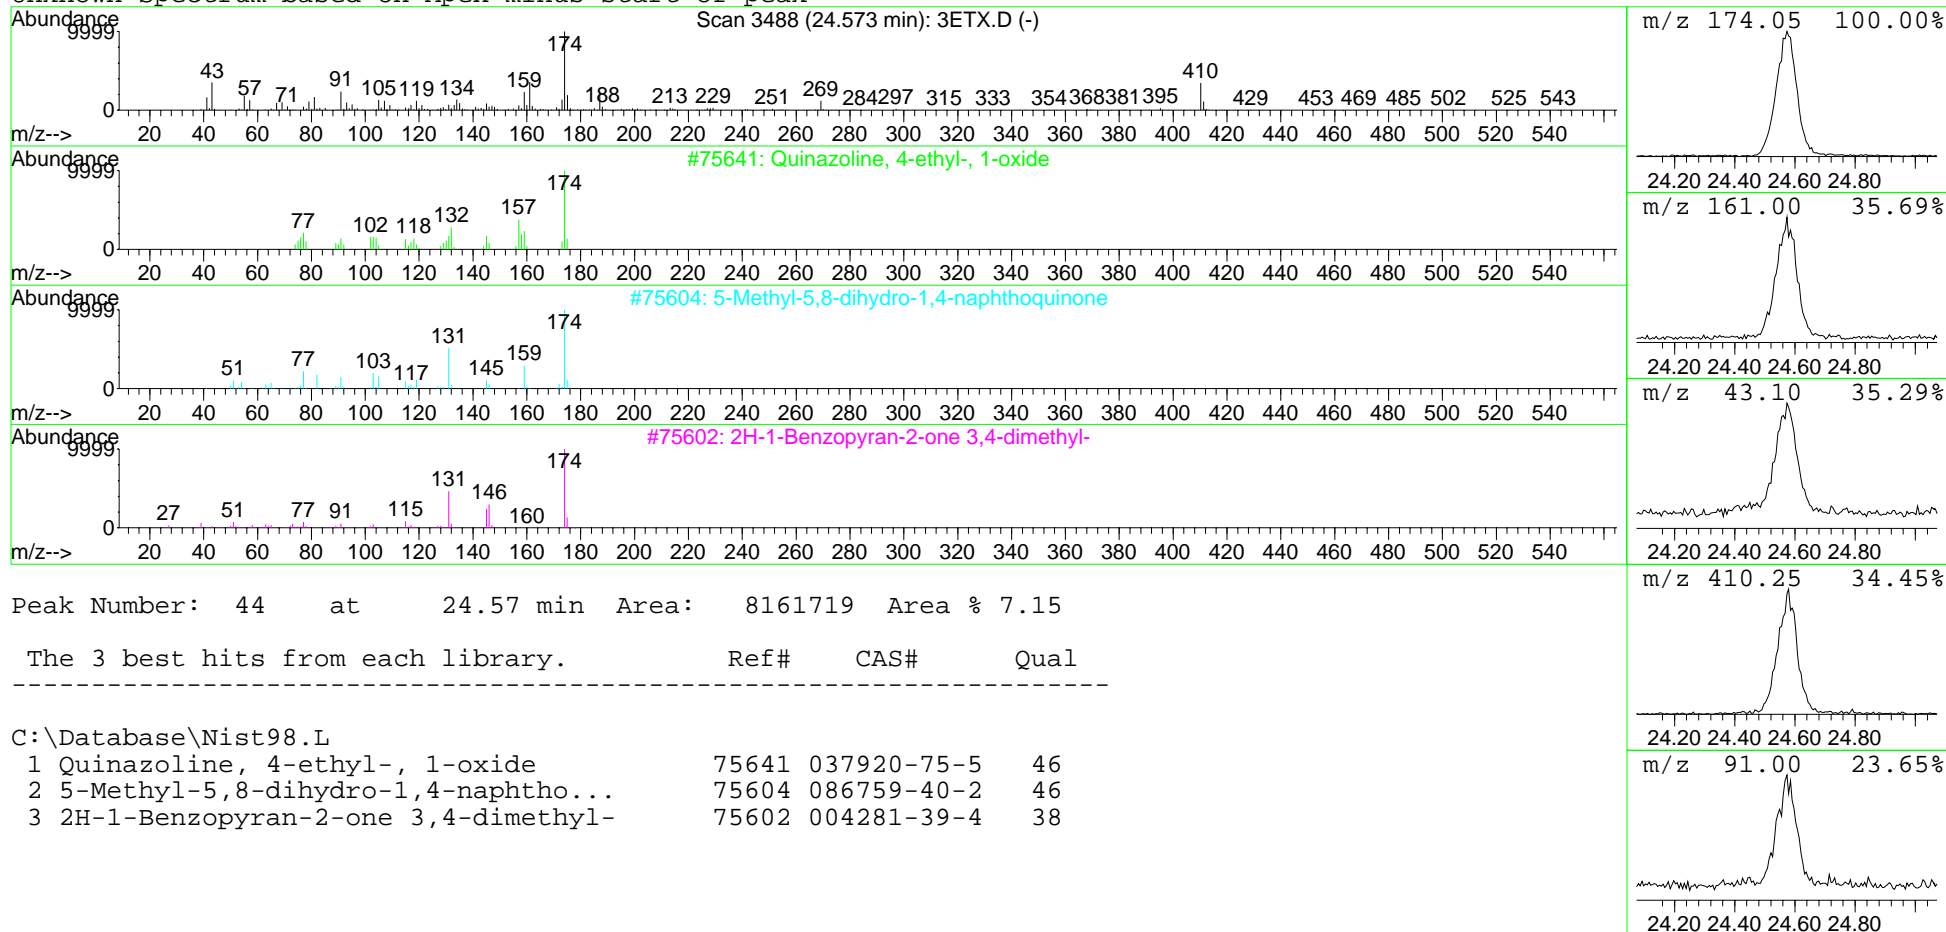 Unknown Spectrum based on Apex minus start of peak
Abundance
Scan 3488 (24.573 min): 3ETX.D (-)
9999
174
43 57 71 91 105 119 134 159 188 213 229 251 269 284 297 315 333 354 368 381 395 410 429 453 469 485 502 525 543
0
m/z--> 20 40 60 80 100 120 140 160 180 200 220 240 260 280 300 320 340 360 380 400 420 440 460 480 500 520 540
Abundance
#75641: Quinazoline, 4-ethyl-, 1-oxide
9999
174
77 102 118 132 157
0
m/z--> 20 40 60 80 100 120 140 160 180 200 220 240 260 280 300 320 340 360 380 400 420 440 460 480 500 520 540
Abundance
#75604: 5-Methyl-5,8-dihydro-1,4-naphthoquinone
9999
174
51 77 103 117 131 145 159
0
m/z--> 20 40 60 80 100 120 140 160 180 200 220 240 260 280 300 320 340 360 380 400 420 440 460 480 500 520 540
Abundance
#75602: 2H-1-Benzopyran-2-one 3,4-dimethyl-
9999
174
27 51 77 91 115 131 146 160
0
m/z--> 20 40 60 80 100 120 140 160 180 200 220 240 260 280 300 320 340 360 380 400 420 440 460 480 500 520 540
m/z 174.05 100.00%
24.20 24.40 24.60 24.80
m/z 161.00 35.69%
24.20 24.40 24.60 24.80
m/z 43.10 35.29%
24.20 24.40 24.60 24.80
m/z 410.25 34.45%
24.20 24.40 24.60 24.80
m/z 91.00 23.65%
24.20 24.40 24.60 24.80
Peak Number: 44 at 24.57 min Area: 8161719 Area % 7.15
The 3 best hits from each library. Ref# CAS# Qual
C:\Database\Nist98.L
1 Quinazoline, 4-ethyl-, 1-oxide 75641 037920-75-5 46
2 5-Methyl-5,8-dihydro-1,4-naphtho... 75604 086759-40-2 46
3 2H-1-Benzopyran-2-one 3,4-dimethyl- 75602 004281-39-4 38